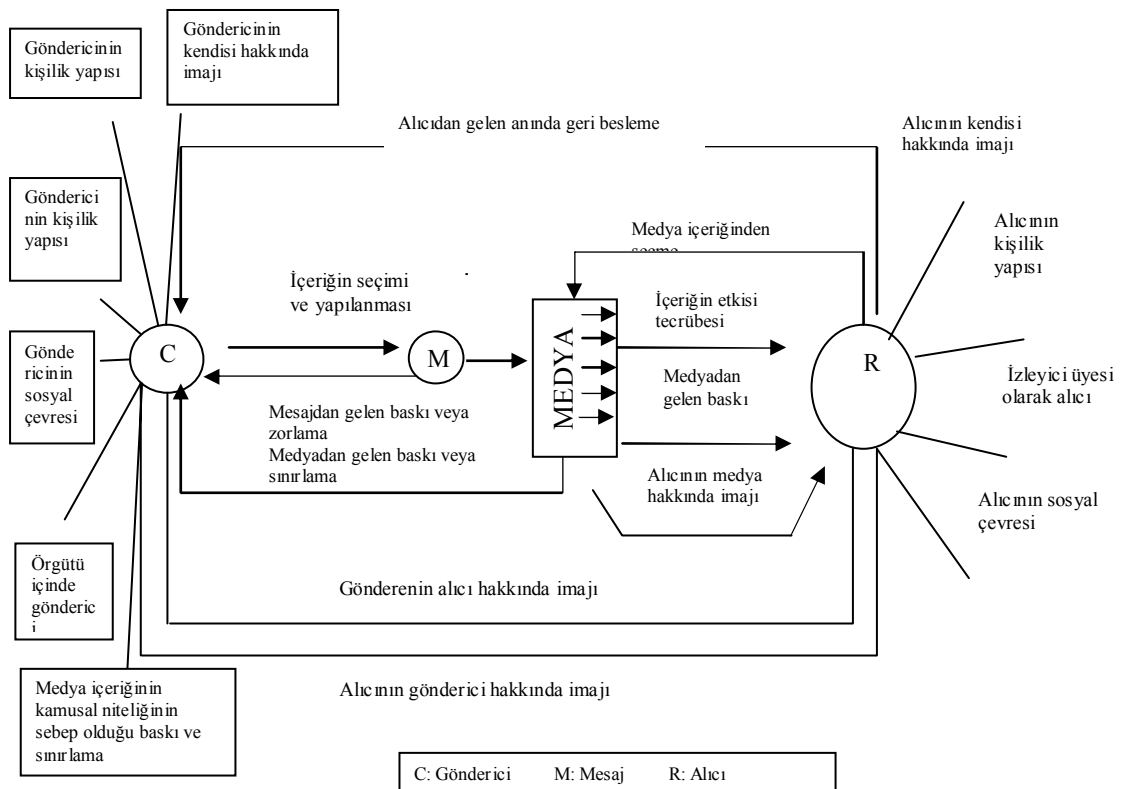 Göndericinin
kişilik yapısı
Göndericinin
kendisi hakkında
imajı
Alıcıdan gelen anında geri besleme
Alıcının kendisi
hakkında imajı
Gönderici
nin kişilik
yapısı
Medya içeriğinden
seçme
Alıcının
kişilik
yapısı
İçeriğin seçimi
ve yapılanması
İçeriğin etkisi
tecrübesi
Gönde
ricinin
sosyal
çevresi
C
M
MEDYA
R
Medyadan
gelen baskı
İzleyici üyesi
olarak alıcı
Mesajdan gelen baskı veya
zorlama
Medyadan gelen baskı veya
sınırlama
Alıcının medya
hakkında imajı
Alıcının sosyal
çevresi
Örgütü
içinde
gönderic
i
Gönderenin alıcı hakkında imajı
Medya içeriğinin
kamusal niteliğinin
sebep olduğu baskı ve
sınırlama
Alıcının gönderici hakkında imajı
C: Gönderici M: Mesaj R: Alıcı